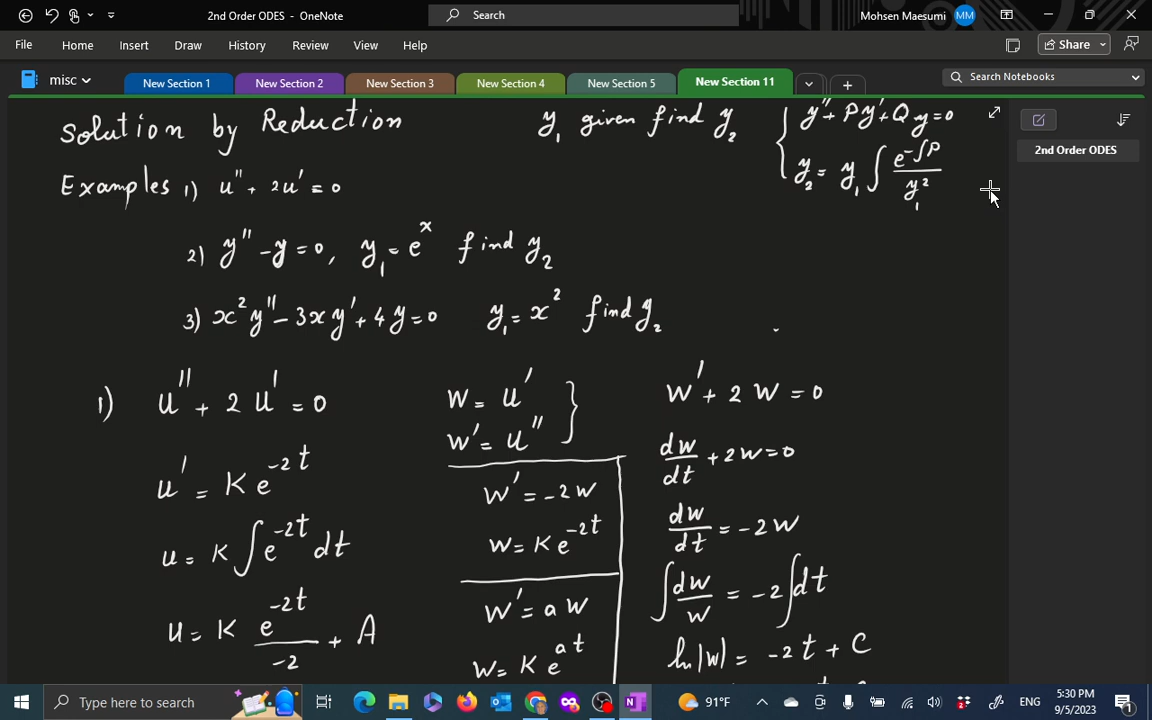 2nd Order ODES - OneNote
Search
Mohsen Maesumi MM
File Home Insert Draw History Review View Help
Share
misc
New Section 1 New Section 2 New Section 3 New Section 4 New Section 5 New Section 11
Search Notebooks
2nd Order ODES
Solution by Reduction
y₁ given find y₂
y'' + Py' + Qy = 0
y₂ = y₁ ∫ e^(-∫P) / y₁²
Examples 1) u'' + 2u' = 0
2) y'' - y = 0, y₁ = e^x find y₂
3) x²y'' - 3xy' + 4y = 0 y₁ = x² find y₂
1) u'' + 2u' = 0
u' = K e^(-2t)
u = K ∫ e^(-2t) dt
u = K e^(-2t) / -2 + A
w = u'
w' = u''
w' = -2w
w = K e^(-2t)
w' = a w
w = K e^(at)
w' + 2w = 0
dw/dt + 2w = 0
dw/dt = -2w
∫ dw/w = -2 ∫ dt
ln|w| = -2t + C
Type here to search
91°F
ENG
5:30 PM
9/5/2023
1